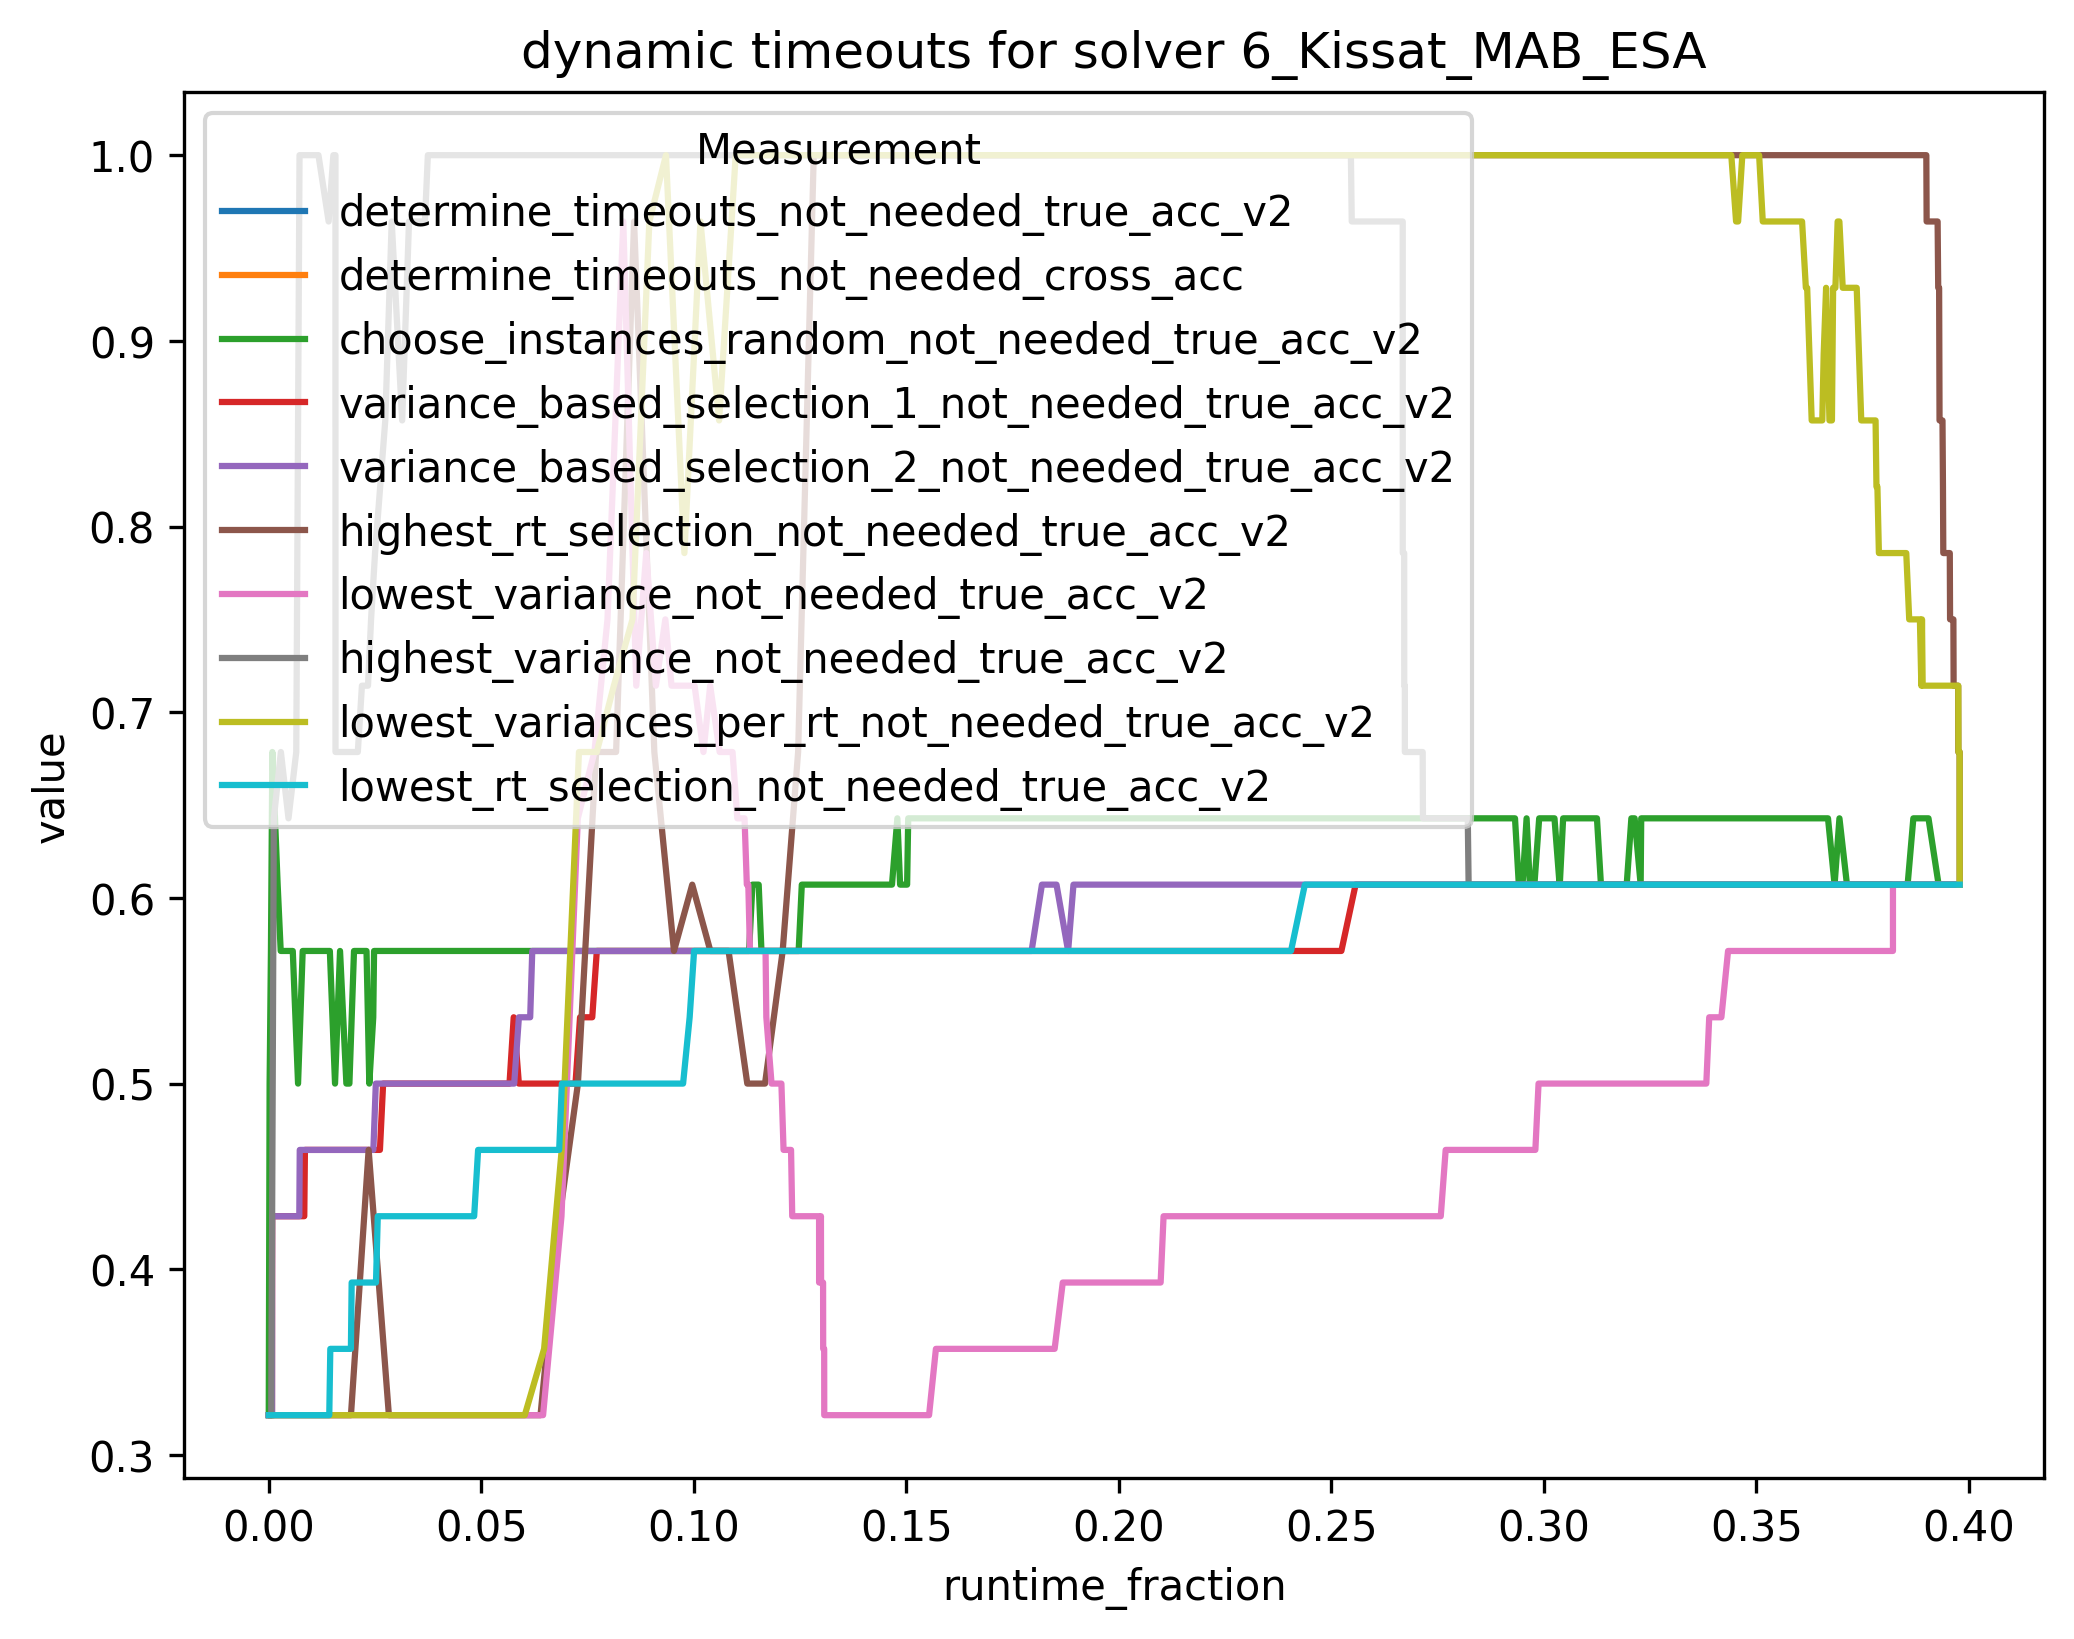 dynamic timeouts for solver 6_Kissat_MAB_ESA
Measurement
determine_timeouts_not_needed_true_acc_v2
determine_timeouts_not_needed_cross_acc
choose_instances_random_not_needed_true_acc_v2
variance_based_selection_1_not_needed_true_acc_v2
variance_based_selection_2_not_needed_true_acc_v2
highest_rt_selection_not_needed_true_acc_v2
lowest_variance_not_needed_true_acc_v2
highest_variance_not_needed_true_acc_v2
lowest_variances_per_rt_not_needed_true_acc_v2
lowest_rt_selection_not_needed_true_acc_v2
value
1.0
0.9
0.8
0.7
0.6
0.5
0.4
0.3
0.00 0.05 0.10 0.15 0.20 0.25 0.30 0.35 0.40
runtime_fraction